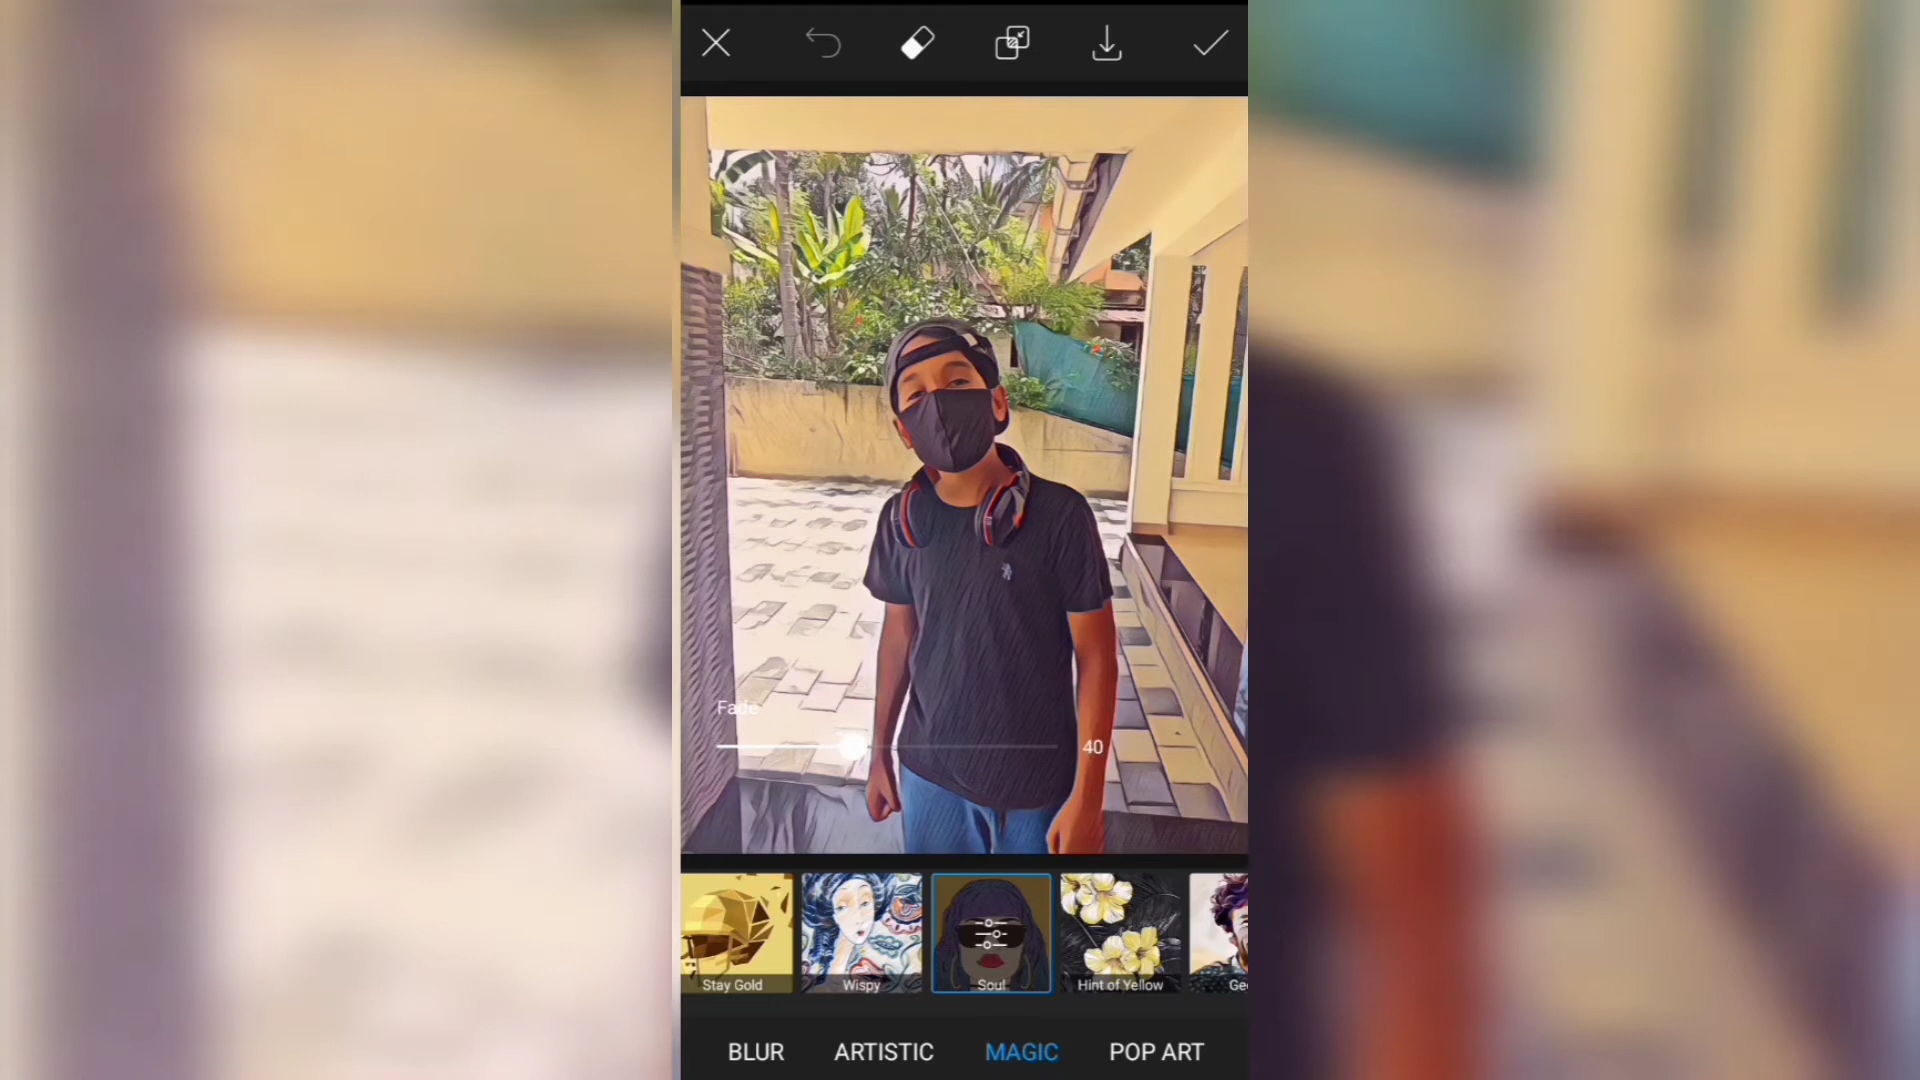 Fade
40
Stay Gold
Wispy
Soul
Hint of Yellow
BLUR
ARTISTIC
MAGIC
POP ART